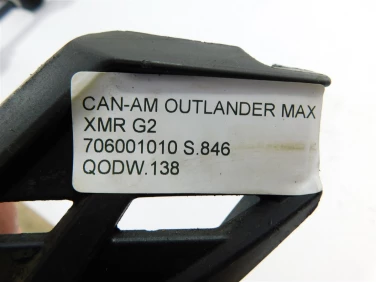 CAN-AM OUTLANDER MAX
XMR G2
706001010 S.846
QODW.138